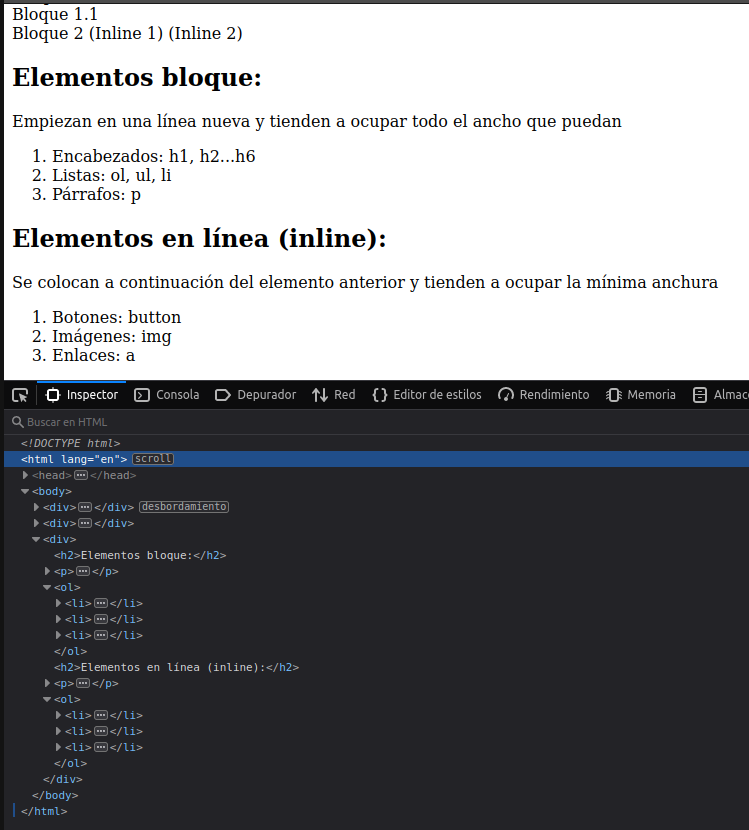 Bloque 1.1
Bloque 2 (Inline 1) (Inline 2)
Elementos bloque:
Empiezan en una línea nueva y tienden a ocupar todo el ancho que puedan
1. Encabezados: h1, h2...h6
2. Listas: ol, ul, li
3. Párrafos: p
Elementos en línea (inline):
Se colocan a continuación del elemento anterior y tienden a ocupar la mínima anchura
1. Botones: button
2. Imágenes: img
3. Enlaces: a
Inspector Consola Depurador Red Editor de estilos Rendimiento Memoria Almac
Buscar en HTML
<!DOCTYPE html>
<html lang="en"> scroll
<head>···</head>
<body>
<div>···</div> desbordamiento
<div>···</div>
<div>
<h2>Elementos bloque:</h2>
<p>···</p>
<ol>
<li>···</li>
<li>···</li>
<li>···</li>
</ol>
<h2>Elementos en línea (inline):</h2>
<p>···</p>
<ol>
<li>···</li>
<li>···</li>
<li>···</li>
</ol>
</div>
</body>
</html>